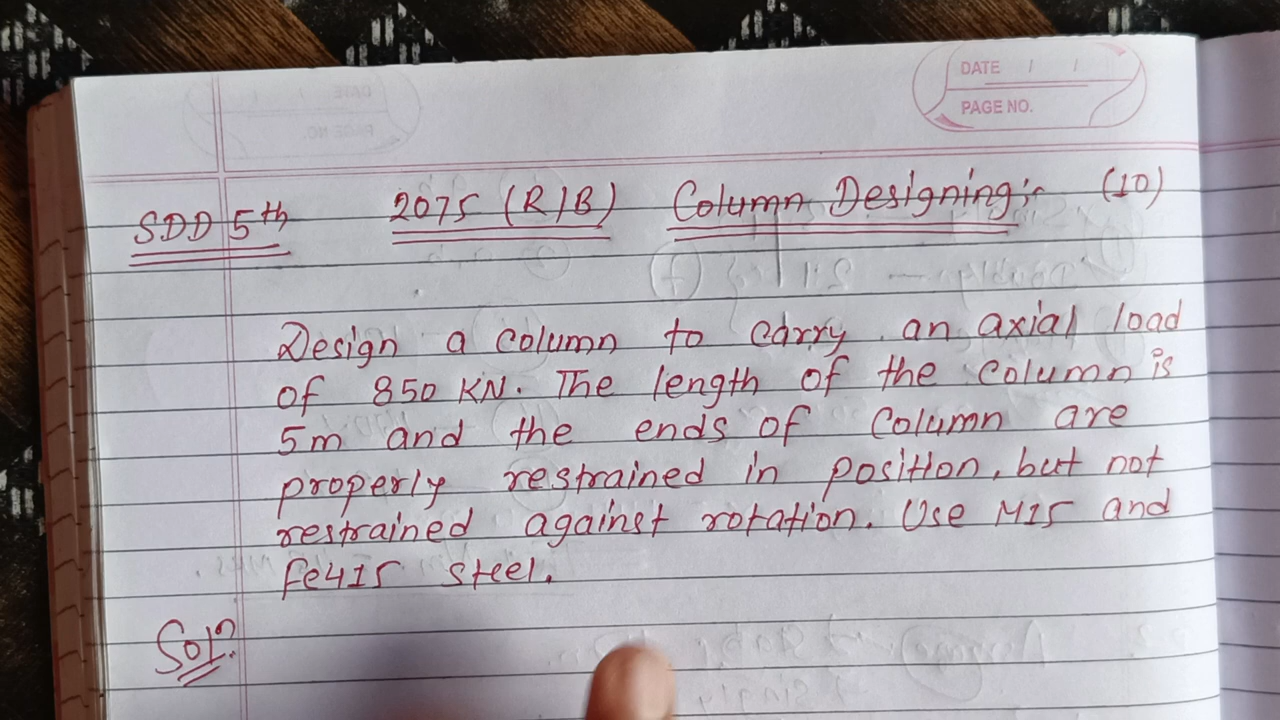 DATE / /
PAGE NO.
SDD 5th 2075 (R/B) Column Designing:- (10)
Design a column to carry an axial load
of 850 KN. The length of the column is
5m and the ends of column are
properly restrained in position, but not
restrained against rotation. Use M15 and
Fe415 steel.
Soln: